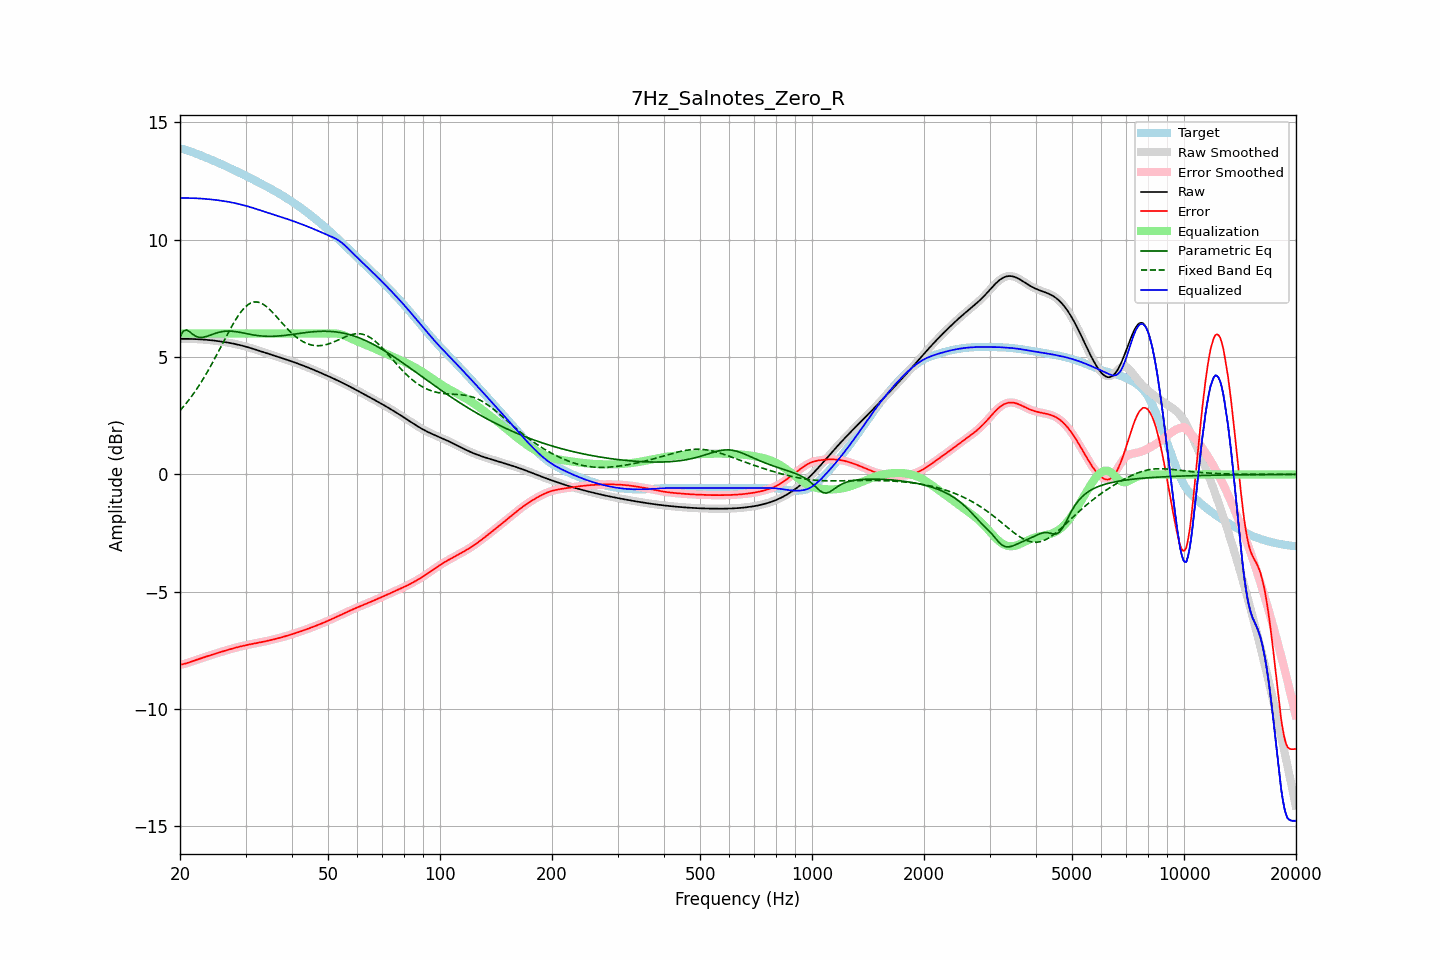 7Hz_Salnotes_Zero_R
Amplitude (dBr)
15
10
5
0
−5
−10
−15
Target
Raw Smoothed
Error Smoothed
Raw
Error
Equalization
Parametric Eq
Fixed Band Eq
Equalized
20 50 100 200 500 1000 2000 5000 10000 20000
Frequency (Hz)